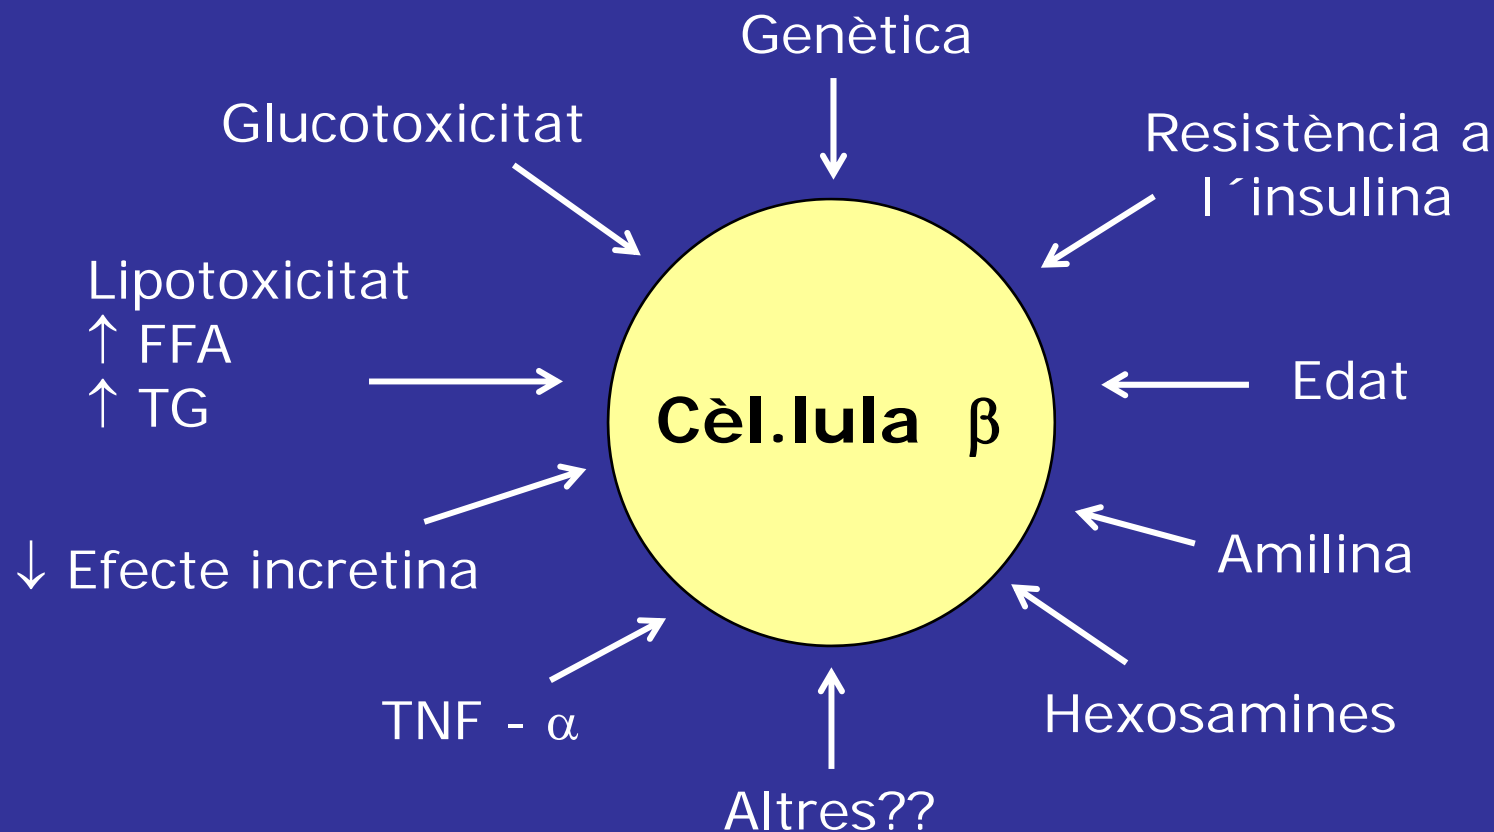 Genètica
Glucotoxicitat
Resistència a
l´insulina
Lipotoxicitat
↑ FFA
↑ TG
Cèl.lula β
Edat
↓ Efecte incretina
Amilina
TNF - α
Hexosamines
Altres??